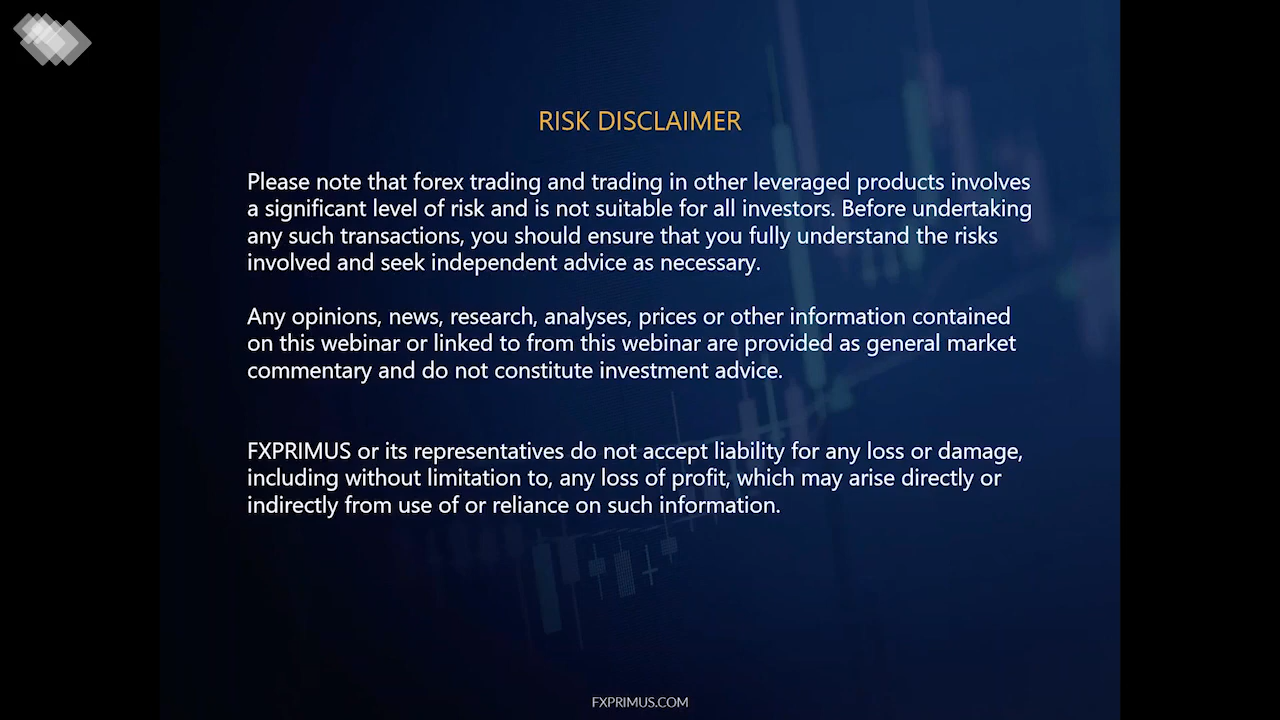 RISK DISCLAIMER
Please note that forex trading and trading in other leveraged products involves
a significant level of risk and is not suitable for all investors. Before undertaking
any such transactions, you should ensure that you fully understand the risks
involved and seek independent advice as necessary.
Any opinions, news, research, analyses, prices or other information contained
on this webinar or linked to from this webinar are provided as general market
commentary and do not constitute investment advice.
FXPRIMUS or its representatives do not accept liability for any loss or damage,
including without limitation to, any loss of profit, which may arise directly or
indirectly from use of or reliance on such information.
FXPRIMUS.COM